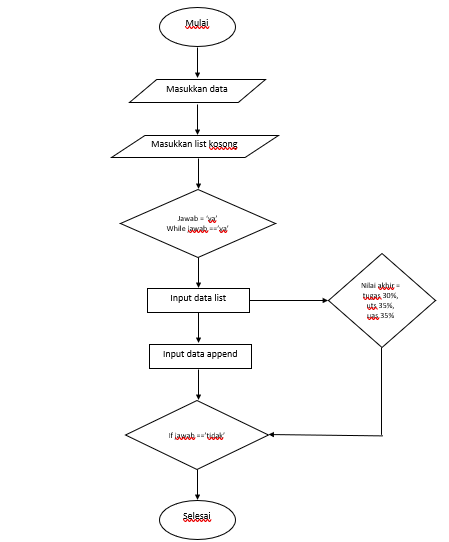 Mulai
Masukkan data
Masukkan list kosong
Jawab = 'ya'
While jawab =='ya'
Input data list
Nilai akhir =
tugas 30%,
uts 35%,
uas 35%
Input data append
If jawab =='tidak'
Selesai